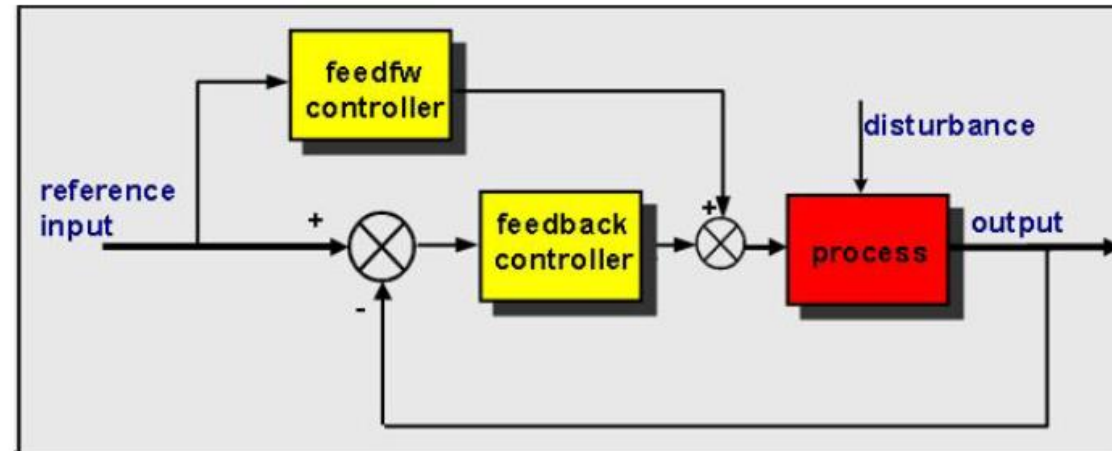 feedfw
controller
disturbance
reference
input
+
feedback
controller
+
process
output
-